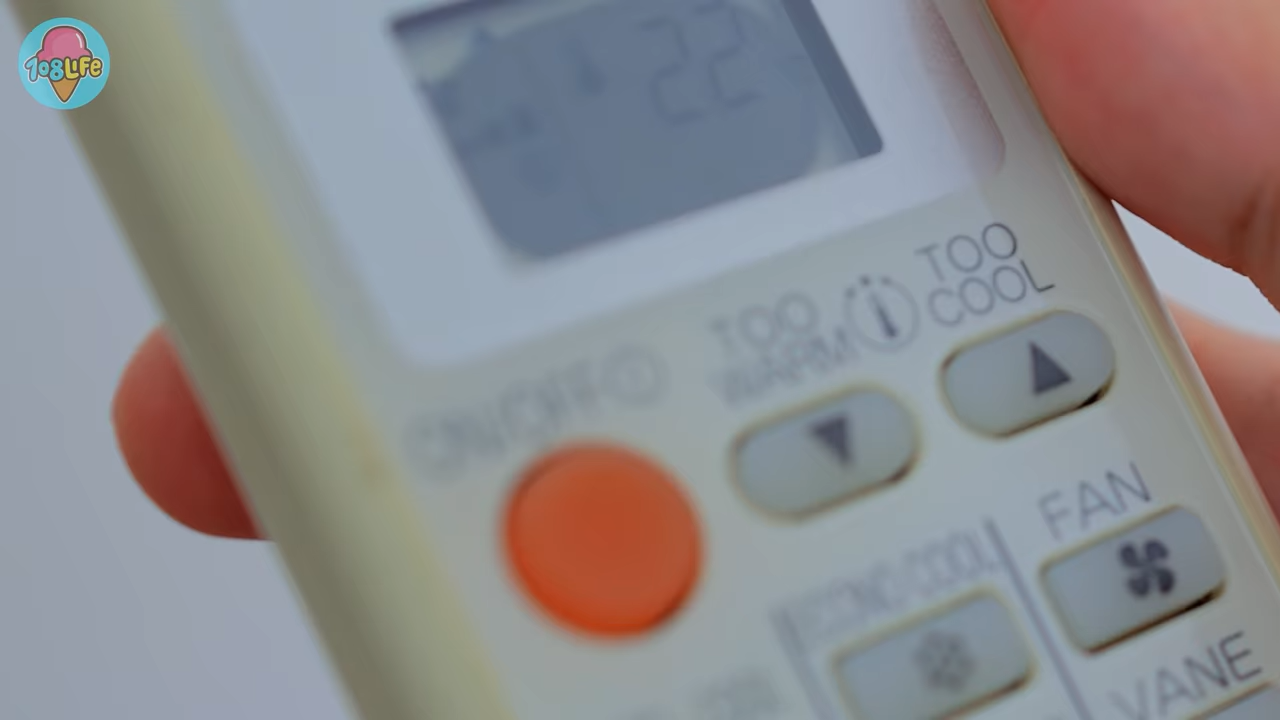 108LIFE
22
TOO
COOL
TOO
WARM
ON/OFF
FAN
ECONO COOL
VANE